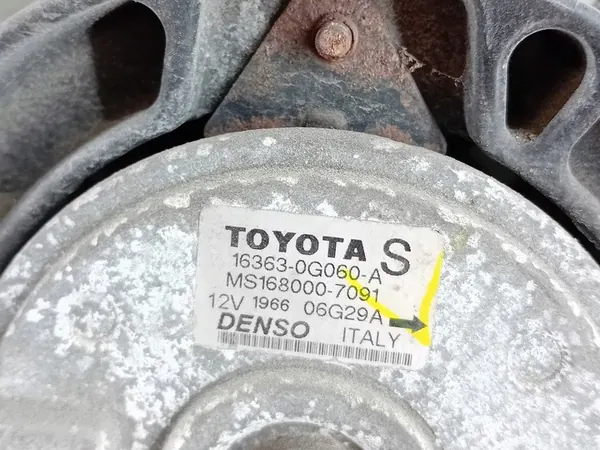 TOYOTA S
16363-0G060-A
MS168000-7091
12V 1966 06G29A
DENSO ITALY